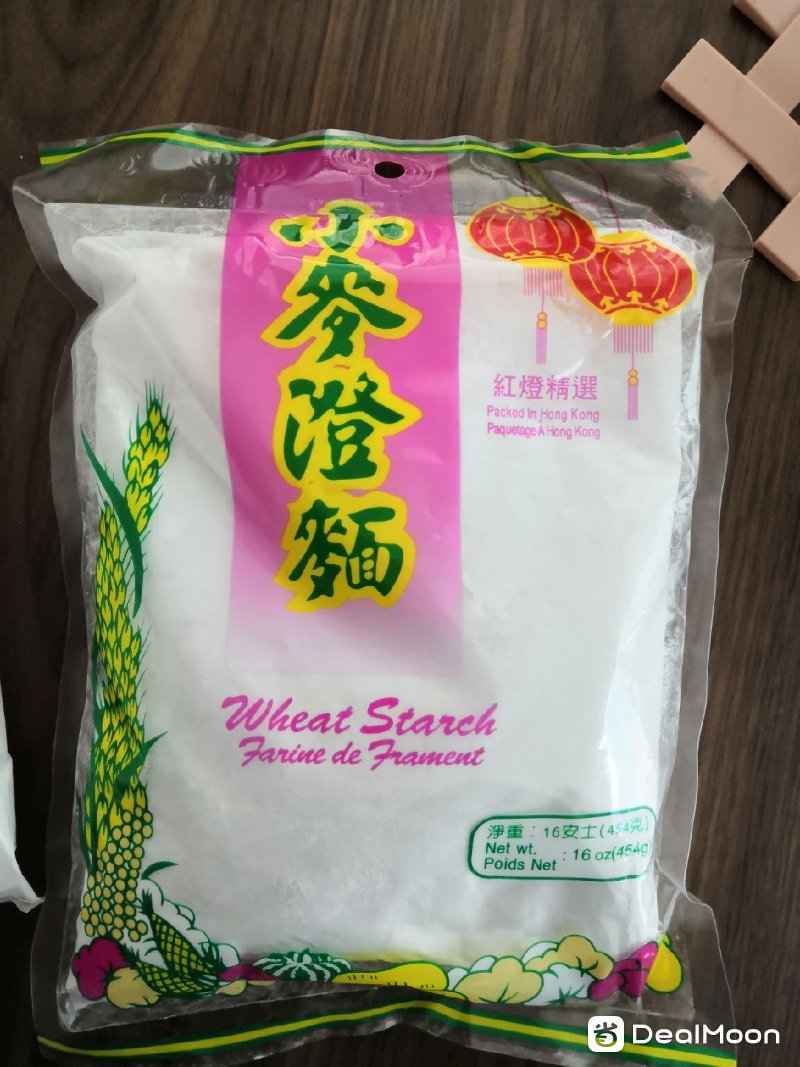 小麥澄麵
紅燈精選
Packed In Hong Kong
Paquetage A Hong Kong
Wheat Starch
Farine de Frament
淨重：16安士(454克)
Net wt.
Poids Net : 16 oz(454g)
DealMoon